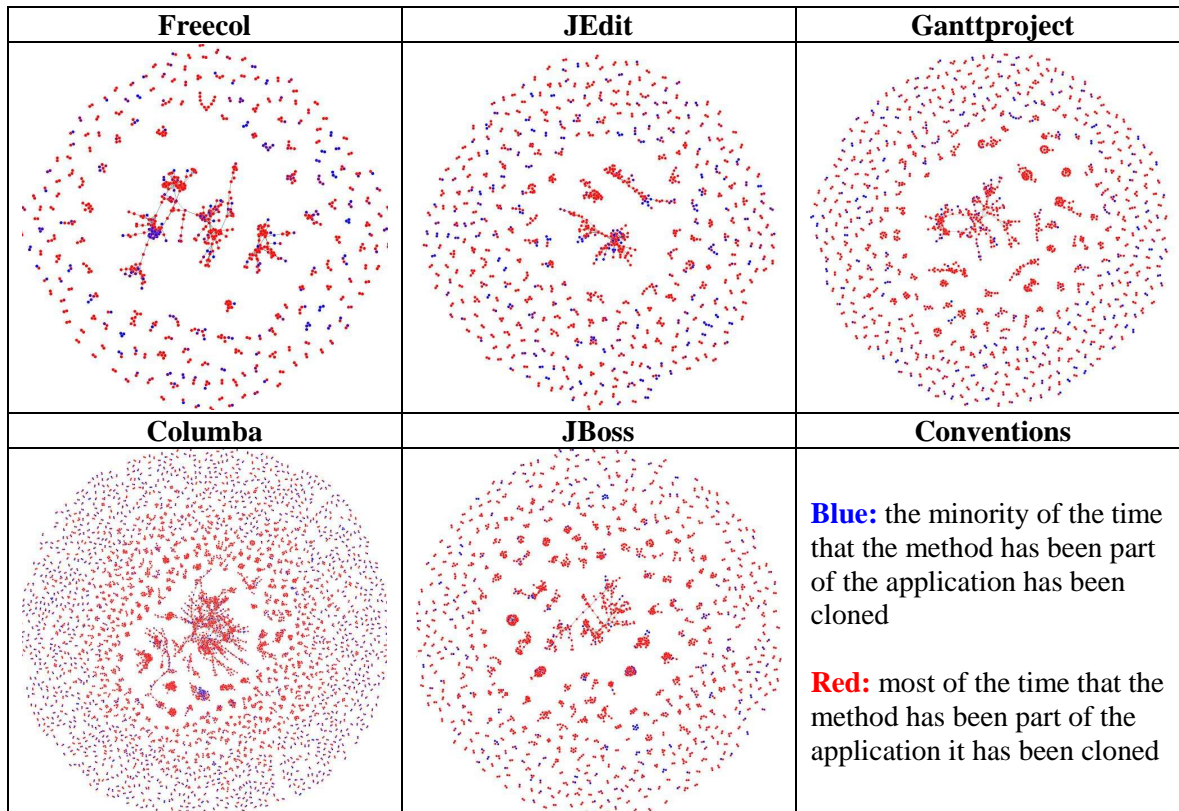 Freecol
JEdit
Ganttproject
Columba
JBoss
Conventions
Blue: the minority of the time
that the method has been part
of the application has been
cloned
Red: most of the time that the
method has been part of the
application it has been cloned